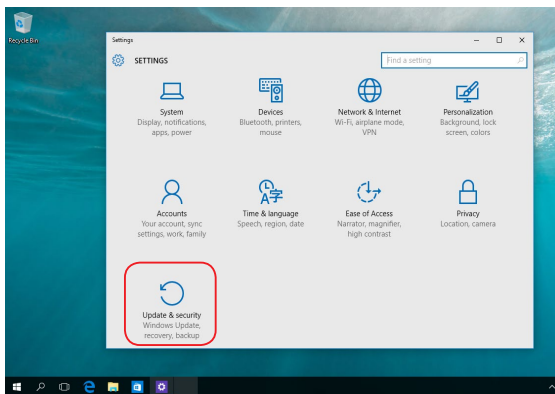 Recycle Bin
Settings
SETTINGS
Find a setting
System
Display, notifications,
apps, power
Devices
Bluetooth, printers,
mouse
Network & Internet
Wi-Fi, airplane mode,
VPN
Personalization
Background, lock
screen, colors
Accounts
Your account, sync
settings, work, family
Time & language
Speech, region, date
Ease of Access
Narrator, magnifier,
high contrast
Privacy
Location, camera
Update & security
Windows Update,
recovery, backup